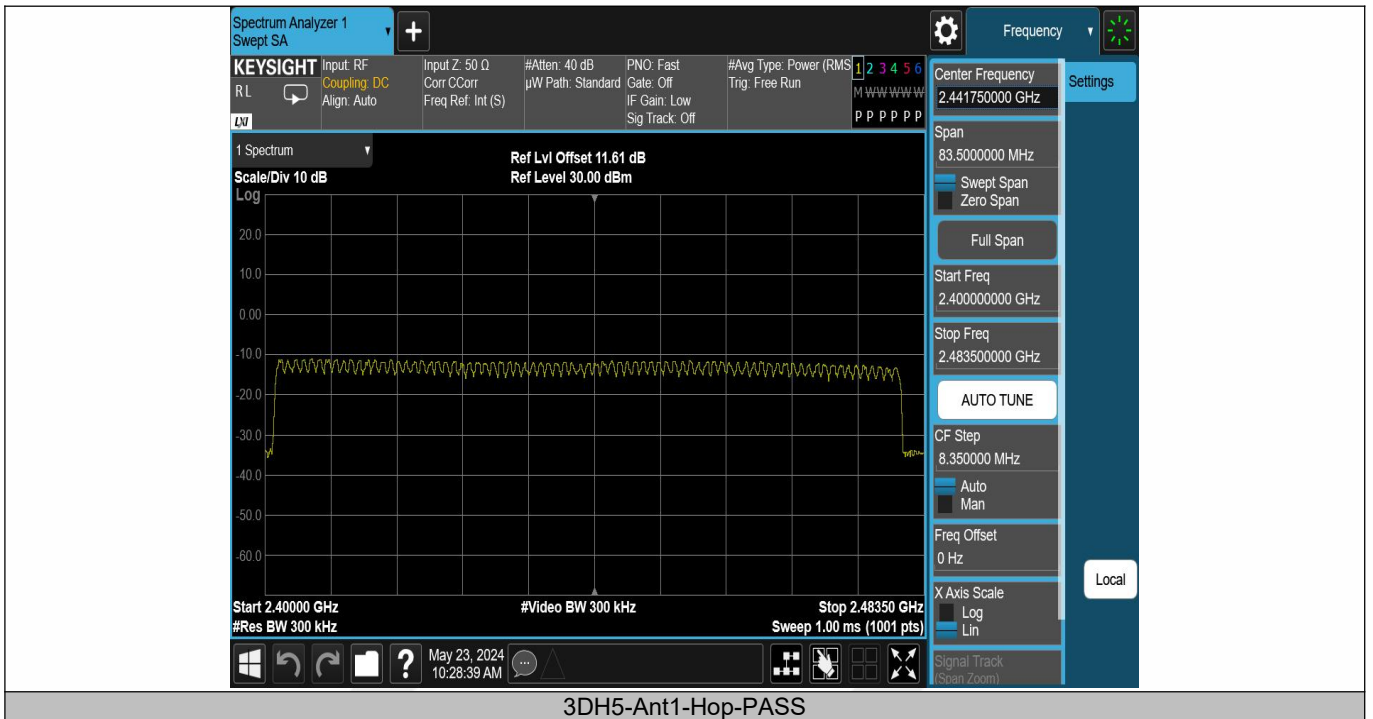 Spectrum Analyzer 1
Swept SA
+
Frequency
KEYSIGHT
RL
LXI
Input: RF
Coupling: DC
Align: Auto
Input Z: 50 Ω
Corr CCorr
Freq Ref: Int (S)
#Atten: 40 dB
µW Path: Standard
PNO: Fast
Gate: Off
IF Gain: Low
Sig Track: Off
#Avg Type: Power (RMS
Trig: Free Run
1 2 3 4 5 6
M W W W W W
P P P P P P
Settings
Center Frequency
2.441750000 GHz
Span
83.5000000 MHz
Swept Span
Zero Span
Full Span
Start Freq
2.400000000 GHz
Stop Freq
2.483500000 GHz
AUTO TUNE
CF Step
8.350000 MHz
Auto
Man
Freq Offset
0 Hz
X Axis Scale
Log
Lin
Signal Track
(Span Zoom)
Local
1 Spectrum
Scale/Div 10 dB
Ref Lvl Offset 11.61 dB
Ref Level 30.00 dBm
Log
20.0
10.0
0.00
-10.0
-20.0
-30.0
-40.0
-50.0
-60.0
Start 2.40000 GHz
#Video BW 300 kHz
Stop 2.48350 GHz
#Res BW 300 kHz
Sweep 1.00 ms (1001 pts)
?
May 23, 2024
10:28:39 AM
3DH5-Ant1-Hop-PASS